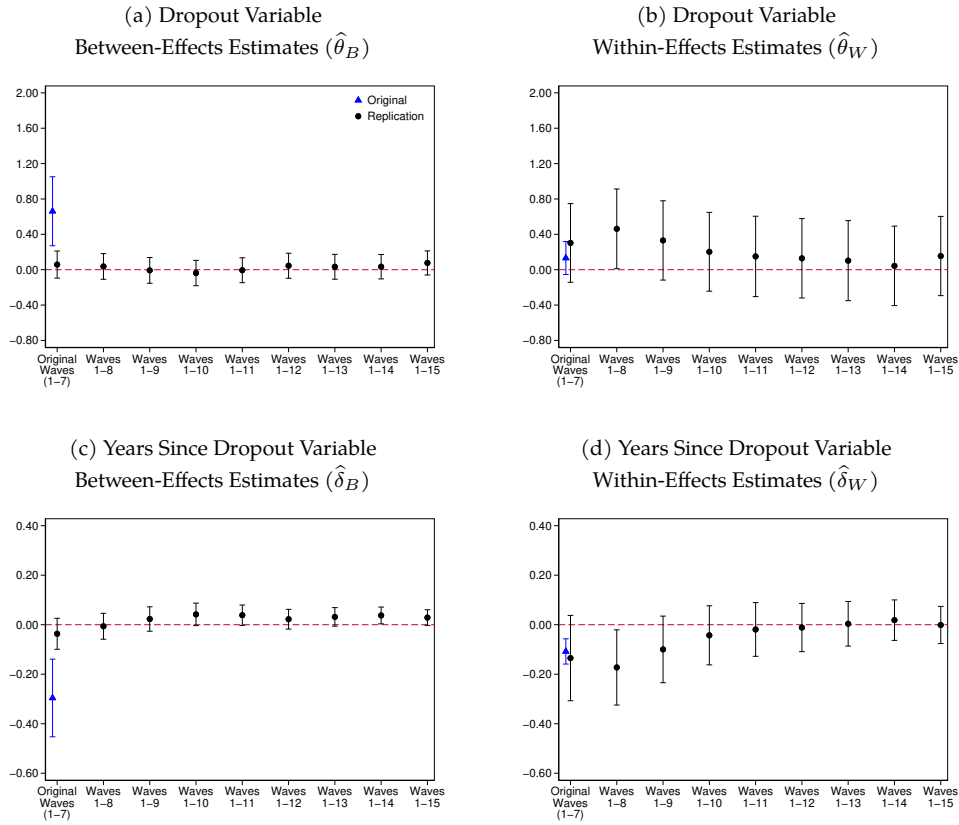 (a) Dropout Variable
Between-Effects Estimates (θ̂_B)
2.00
1.60
1.20
0.80
0.40
0.00
−0.40
−0.80
Original
Replication
Original
Waves
(1−7)
Waves
1−8
Waves
1−9
Waves
1−10
Waves
1−11
Waves
1−12
Waves
1−13
Waves
1−14
Waves
1−15
(b) Dropout Variable
Within-Effects Estimates (θ̂_W)
2.00
1.60
1.20
0.80
0.40
0.00
−0.40
−0.80
Original
Waves
(1−7)
Waves
1−8
Waves
1−9
Waves
1−10
Waves
1−11
Waves
1−12
Waves
1−13
Waves
1−14
Waves
1−15
(c) Years Since Dropout Variable
Between-Effects Estimates (δ̂_B)
0.40
0.20
0.00
−0.20
−0.40
−0.60
Original
Waves
(1−7)
Waves
1−8
Waves
1−9
Waves
1−10
Waves
1−11
Waves
1−12
Waves
1−13
Waves
1−14
Waves
1−15
(d) Years Since Dropout Variable
Within-Effects Estimates (δ̂_W)
0.40
0.20
0.00
−0.20
−0.40
−0.60
Original
Waves
(1−7)
Waves
1−8
Waves
1−9
Waves
1−10
Waves
1−11
Waves
1−12
Waves
1−13
Waves
1−14
Waves
1−15